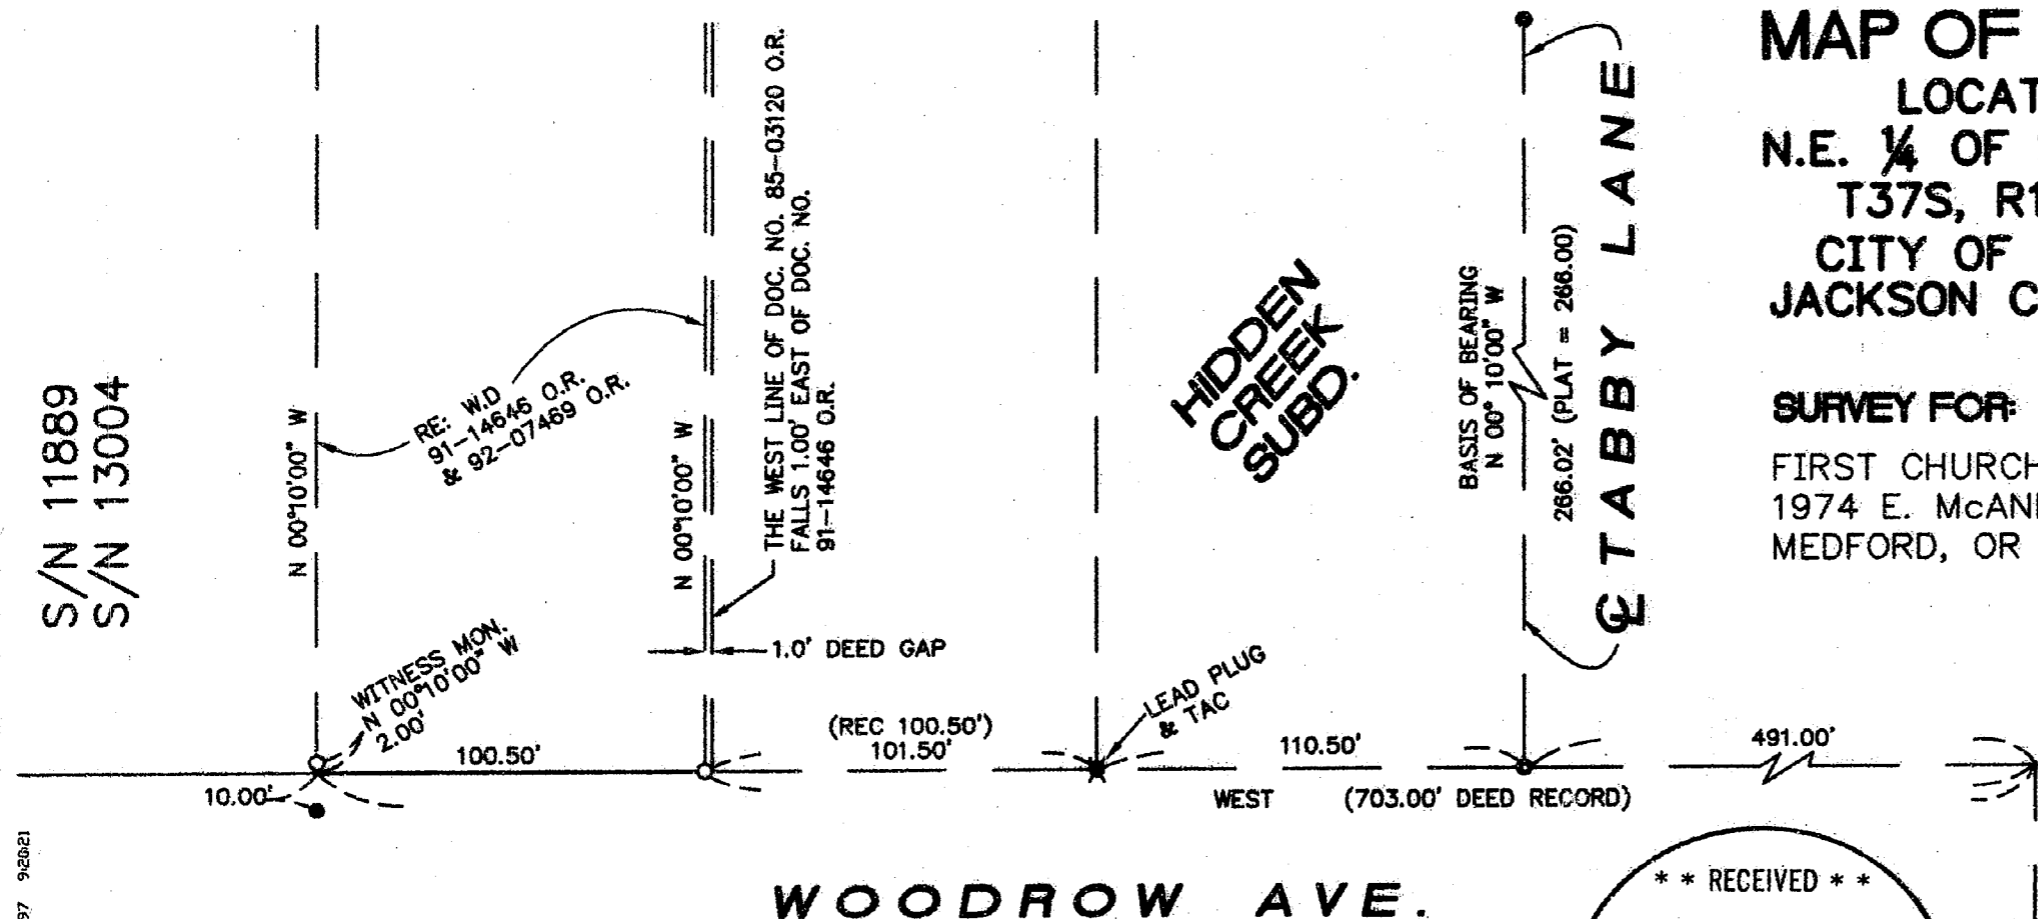 MAP OF
LOCAT
N.E. ¼ OF
T37S, R1
CITY OF
JACKSON C
SURVEY FOR:
FIRST CHURCH
1974 E. McAN
MEDFORD, OR
S/N 11889
S/N 13004
N 00°10'00" W
RE: W.D
91-14646 O.R.
& 92-07469 O.R.
N 00°10'00" W
THE WEST LINE OF DOC. NO. 85-03120 O.R.
FALLS 1.00' EAST OF DOC. NO.
91-14646 O.R.
1.0' DEED GAP
HIDDEN
CREEK
SUBD.
BASIS OF BEARING
N 00° 10'00" W
266.02' (PLAT = 266.00)
℄ TABBY LANE
WITNESS MON.
N 00°10'00" W
2.00'
LEAD PLUG
& TAC
100.50'
(REC 100.50')
101.50'
110.50'
491.00'
10.00'
WEST (703.00' DEED RECORD)
WOODROW AVE.
* * RECEIVED * *
97 9:20:21